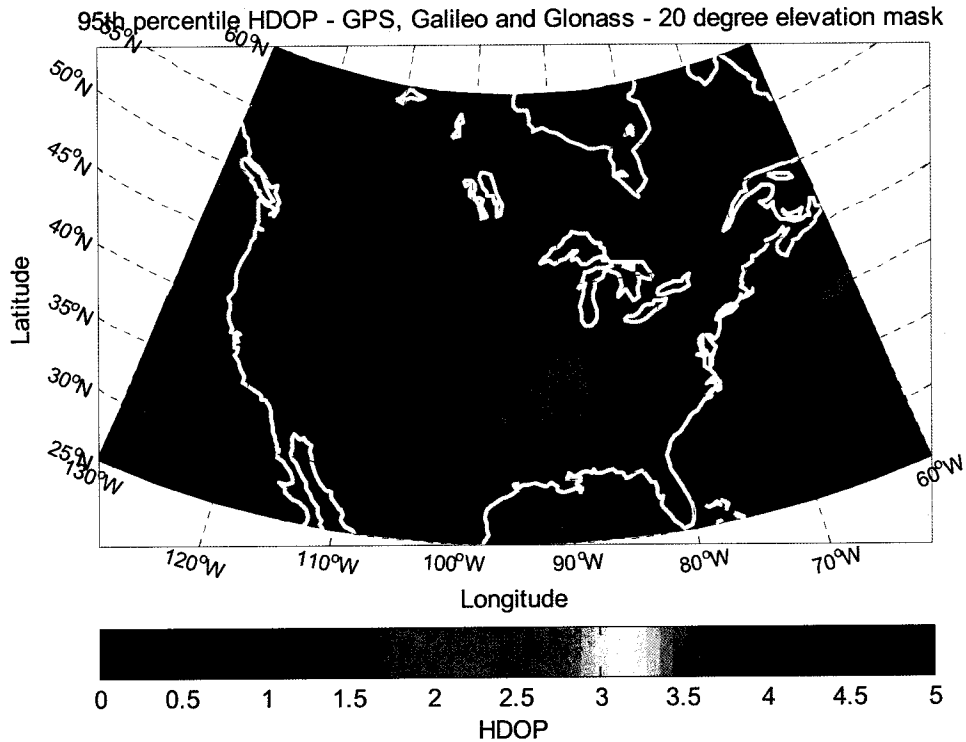 95th percentile HDOP - GPS, Galileo and Glonass - 20 degree elevation mask
55°N
60°N
50°N
45°N
40°N
35°N
30°N
25°N
130°W
60°W
120°W
110°W
100°W
90°W
80°W
70°W
Latitude
Longitude
0 0.5 1 1.5 2 2.5 3 3.5 4 4.5 5
HDOP